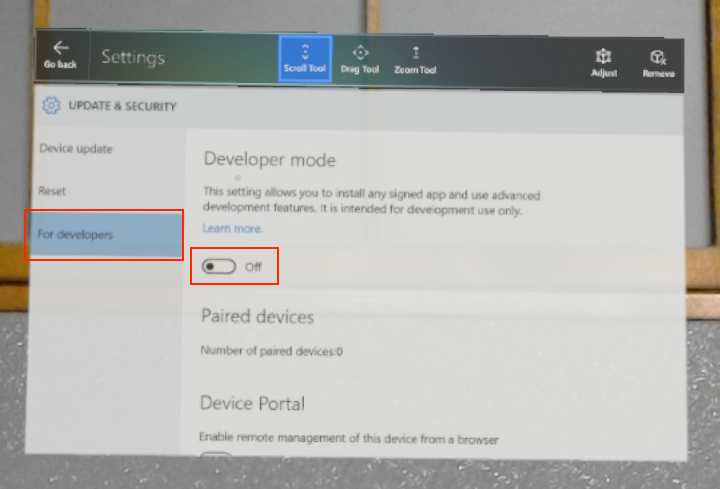 Go back
Settings
Scroll Tool
Drag Tool
Zoom Tool
Adjust
Remove
UPDATE & SECURITY
Device update
Reset
For developers
Developer mode
This setting allows you to install any signed app and use advanced
development features. It is intended for development use only.
Learn more.
Off
Paired devices
Number of paired devices:0
Device Portal
Enable remote management of this device from a browser